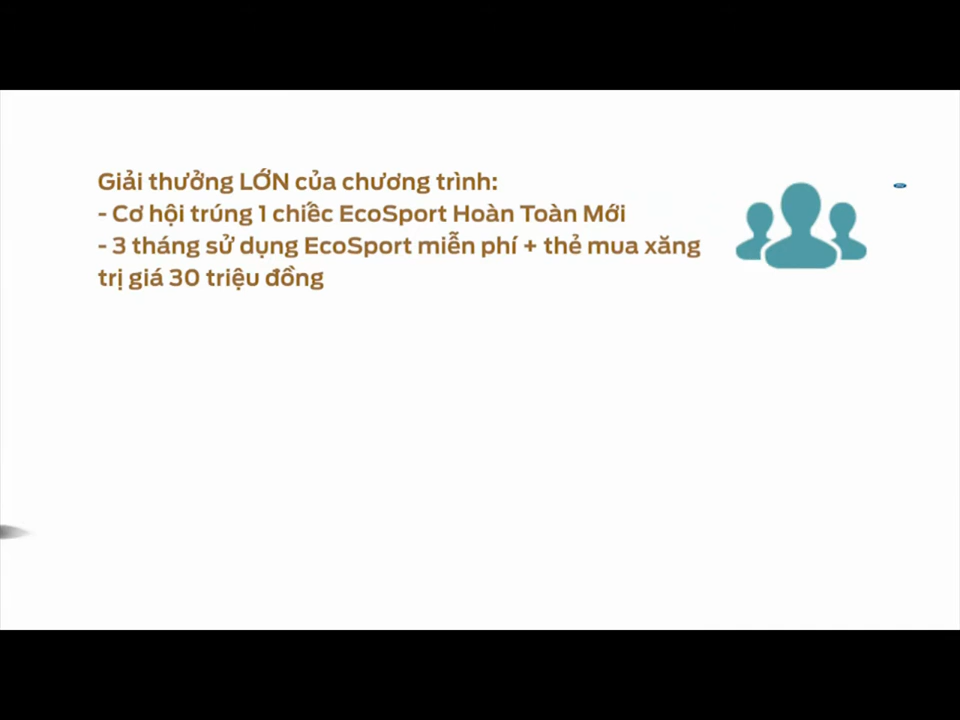 Giải thưởng LỚN của chương trình:
- Cơ hội trúng 1 chiếc EcoSport Hoàn Toàn Mới
- 3 tháng sử dụng EcoSport miễn phí + thẻ mua xăng
trị giá 30 triệu đồng